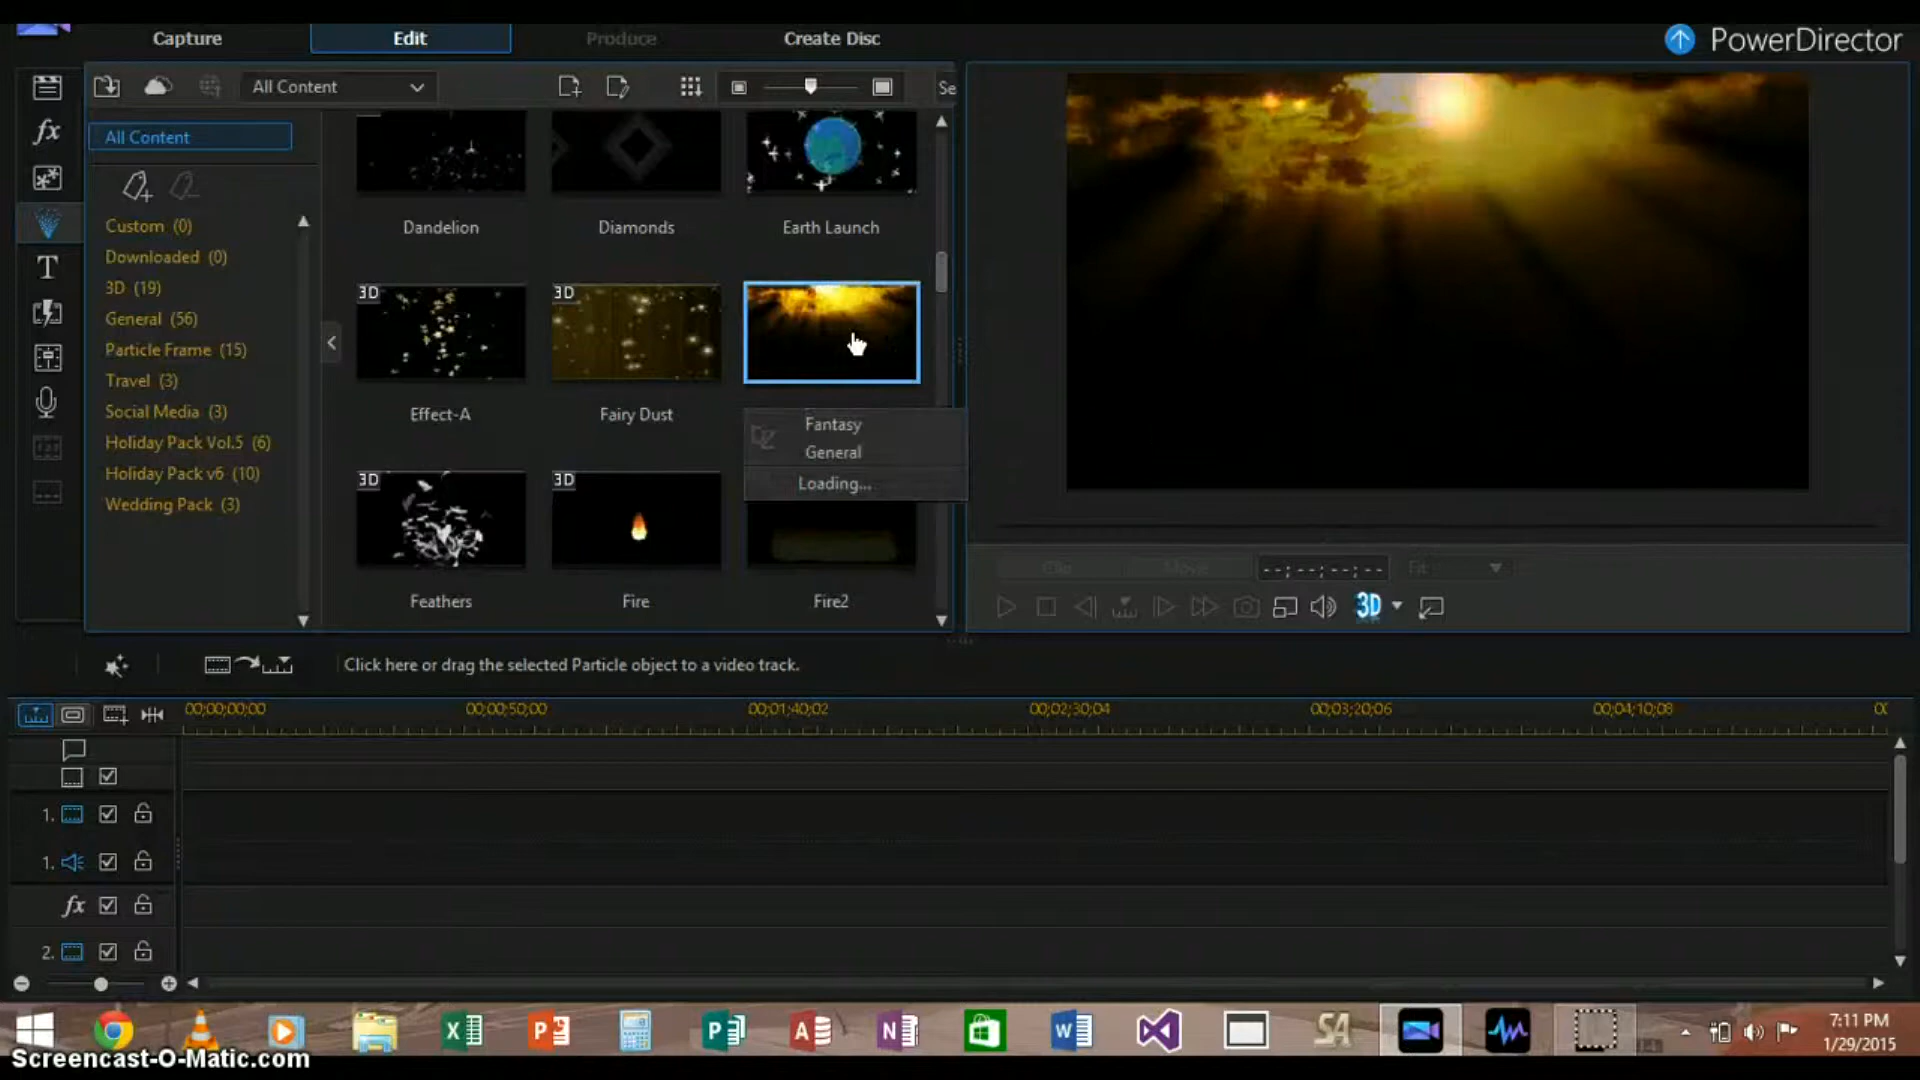 Capture Edit Produce Create Disc PowerDirector
All Content Se
All Content
Custom (0)
Downloaded (0)
3D (19)
General (56)
Particle Frame (15)
Travel (3)
Social Media (3)
Holiday Pack Vol.5 (6)
Holiday Pack v6 (10)
Wedding Pack (3)
Dandelion Diamonds Earth Launch
3D 3D
Effect-A Fairy Dust
Fantasy
General
Loading...
3D 3D
Feathers Fire Fire2
Clip Movie --;--;--;-- Fit
3D
Click here or drag the selected Particle object to a video track.
00;00;00;00 00;00;50;00 00;01;40;02 00;02;30;04 00;03;20;06 00;04;10;08 00
1.
1.
fx
2.
7:11 PM
1/29/2015
Screencast-O-Matic.com